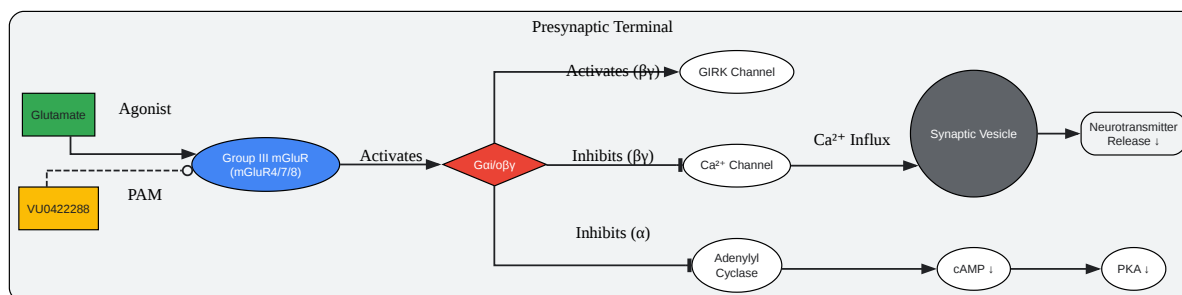 Presynaptic Terminal
Activates (βγ)
GIRK Channel
Glutamate
Agonist
Group III mGluR
(mGluR4/7/8)
Activates
Gαi/oβγ
Inhibits (βγ)
Ca²⁺ Channel
Ca²⁺ Influx
Synaptic Vesicle
Neurotransmitter
Release ↓
VU0422288
PAM
Inhibits (α)
Adenylyl
Cyclase
cAMP ↓
PKA ↓